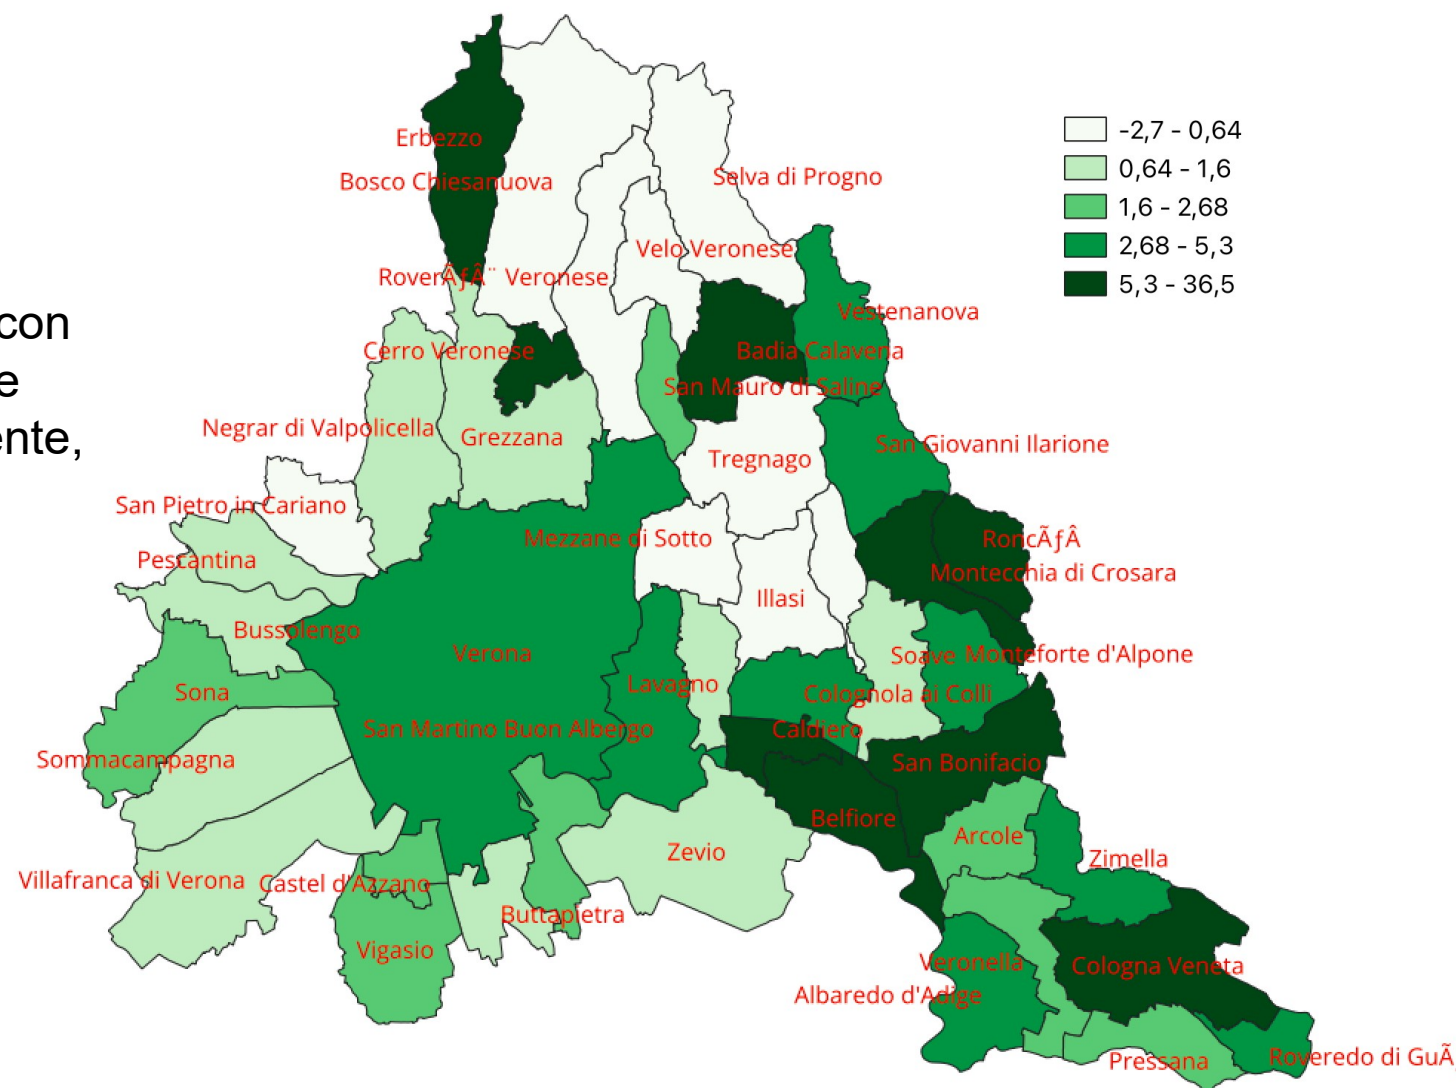 con
e
ente,
-2,7 - 0,64
0,64 - 1,6
1,6 - 2,68
2,68 - 5,3
5,3 - 36,5
Erbezzo
Bosco Chiesanuova
Selva di Progno
Velo Veronese
RoverÃƒÂ¨ Veronese
Vestenanova
Cerro Veronese
Badia Calavena
San Mauro di Saline
Negrar di Valpolicella
Grezzana
San Giovanni Ilarione
Tregnago
San Pietro in Cariano
Mezzane di Sotto
RoncÃƒÂ
Pescantina
Montecchia di Crosara
Illasi
Bussolengo
Verona
Soave
Monteforte d'Alpone
Sona
Lavagno
Colognola ai Colli
San Martino Buon Albergo
Caldiero
Sommacampagna
San Bonifacio
Belfiore
Arcole
Zevio
Zimella
Villafranca di Verona
Castel d'Azzano
Buttapietra
Vigasio
Veronella
Cologna Veneta
Albaredo d'Adige
Pressana
Roveredo di GuÃ